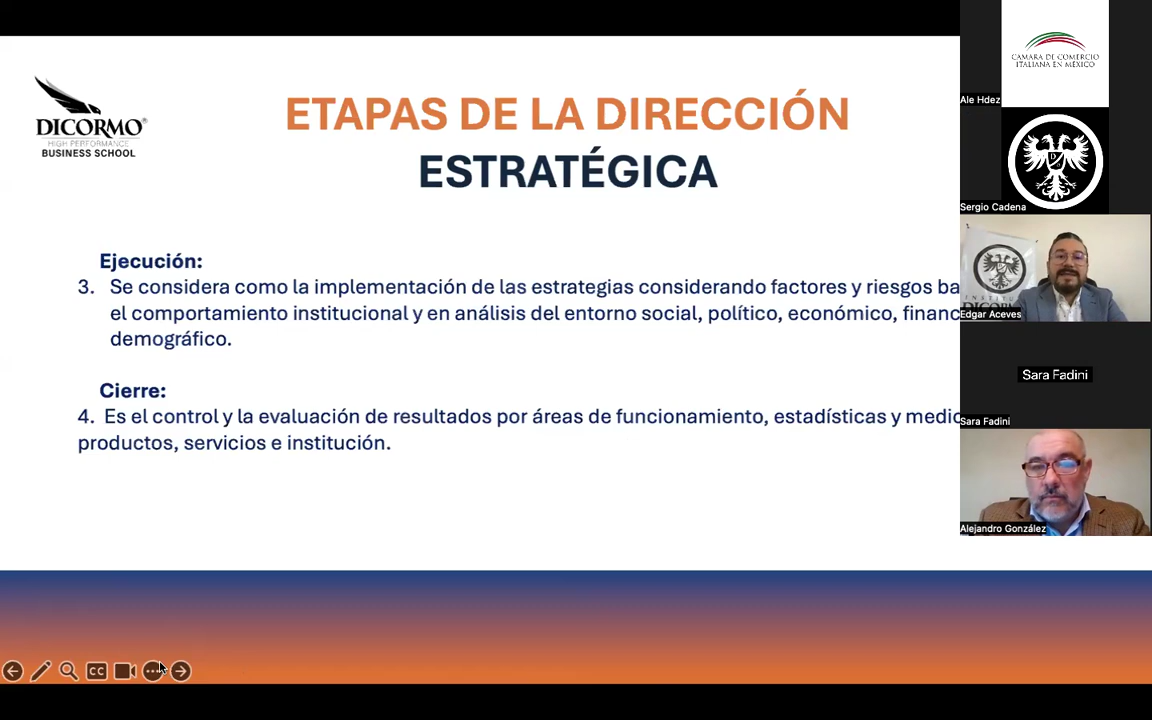 DICORMO
HIGH PERFORMANCE
BUSINESS SCHOOL
ETAPAS DE LA DIRECCIÓN
ESTRATÉGICA
Ejecución:
3. Se considera como la implementación de las estrategias considerando factores y riesgos ba
el comportamiento institucional y en análisis del entorno social, político, económico, financ
demográfico.
Cierre:
4. Es el control y la evaluación de resultados por áreas de funcionamiento, estadísticas y medic
productos, servicios e institución.
CC
CAMARA DE COMERCIO
ITALIANA EN MÉXICO
Ale Hdez
Sergio Cadena
Edgar Aceves
Sara Fadini
Sara Fadini
Alejandro González